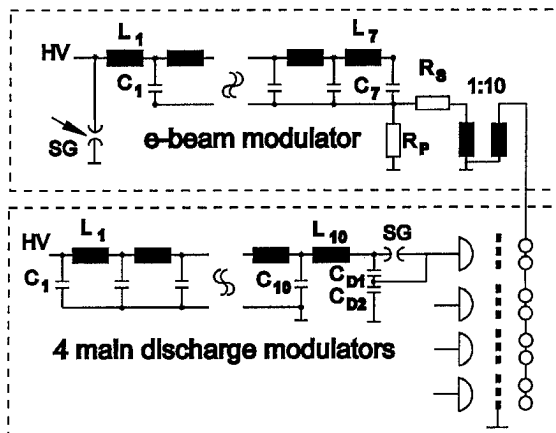 L1 L7
HV
C1 C7 RS 1:10
SG e-beam modulator RP
L1 L10 SG
HV
C1 C10 CD1
CD2
4 main discharge modulators